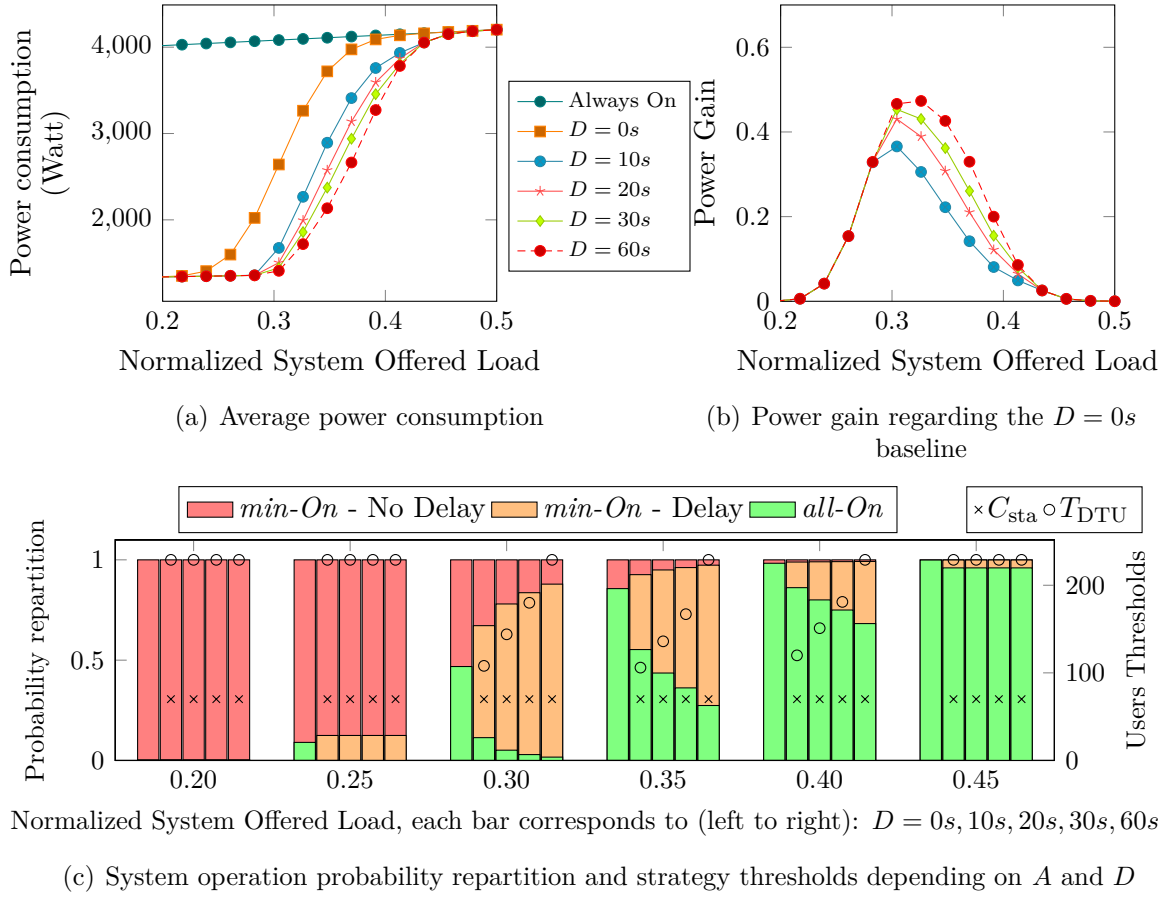 4,000
2,000
Power consumption
(Watt)
0.2 0.3 0.4 0.5
Normalized System Offered Load
Always On
D = 0s
D = 10s
D = 20s
D = 30s
D = 60s
(a) Average power consumption
0.6
0.4
0.2
0
Power Gain
0.2 0.3 0.4 0.5
Normalized System Offered Load
(b) Power gain regarding the D = 0s
baseline
min-On - No Delay min-On - Delay all-On
× C_sta ○ T_DTU
1
0.5
0
Probability repartition
200
100
0
Users Thresholds
0.20 0.25 0.30 0.35 0.40 0.45
Normalized System Offered Load, each bar corresponds to (left to right): D = 0s, 10s, 20s, 30s, 60s
(c) System operation probability repartition and strategy thresholds depending on A and D